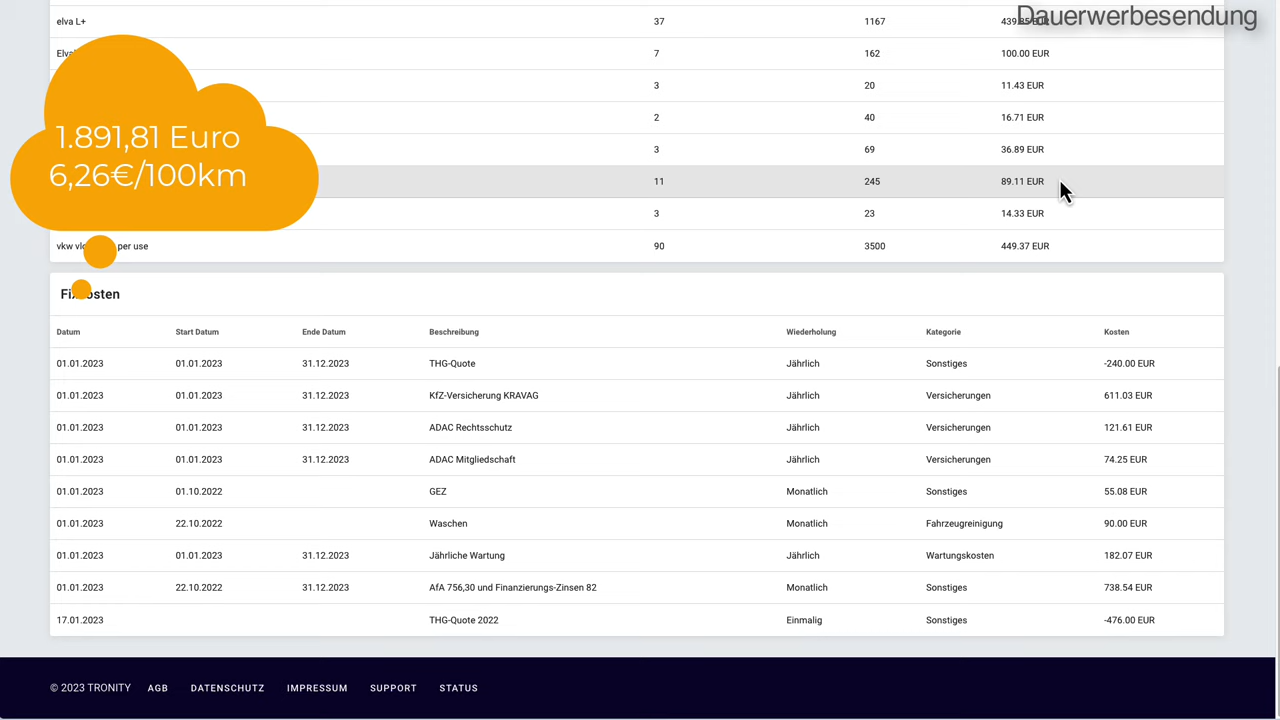 Dauerwerbesendung
elva L+ 37 1167 439.85 EUR
7 162 100.00 EUR
3 20 11.43 EUR
2 40 16.71 EUR
3 69 36.89 EUR
11 245 89.11 EUR
3 23 14.33 EUR
vkw per use 90 3500 449.37 EUR
1.891,81 Euro
6,26€/100km
Fixkosten
Datum Start Datum Ende Datum Beschreibung Wiederholung Kategorie Kosten
01.01.2023 01.01.2023 31.12.2023 THG-Quote Jährlich Sonstiges -240.00 EUR
01.01.2023 01.01.2023 31.12.2023 KfZ-Versicherung KRAVAG Jährlich Versicherungen 611.03 EUR
01.01.2023 01.01.2023 31.12.2023 ADAC Rechtsschutz Jährlich Versicherungen 121.61 EUR
01.01.2023 01.01.2023 31.12.2023 ADAC Mitgliedschaft Jährlich Versicherungen 74.25 EUR
01.01.2023 01.10.2022 GEZ Monatlich Sonstiges 55.08 EUR
01.01.2023 22.10.2022 Waschen Monatlich Fahrzeugreinigung 90.00 EUR
01.01.2023 01.01.2023 31.12.2023 Jährliche Wartung Jährlich Wartungskosten 182.07 EUR
01.01.2023 22.10.2022 31.12.2023 AfA 756,30 und Finanzierungs-Zinsen 82 Monatlich Sonstiges 738.54 EUR
17.01.2023 THG-Quote 2022 Einmalig Sonstiges -476.00 EUR
© 2023 TRONITY AGB DATENSCHUTZ IMPRESSUM SUPPORT STATUS